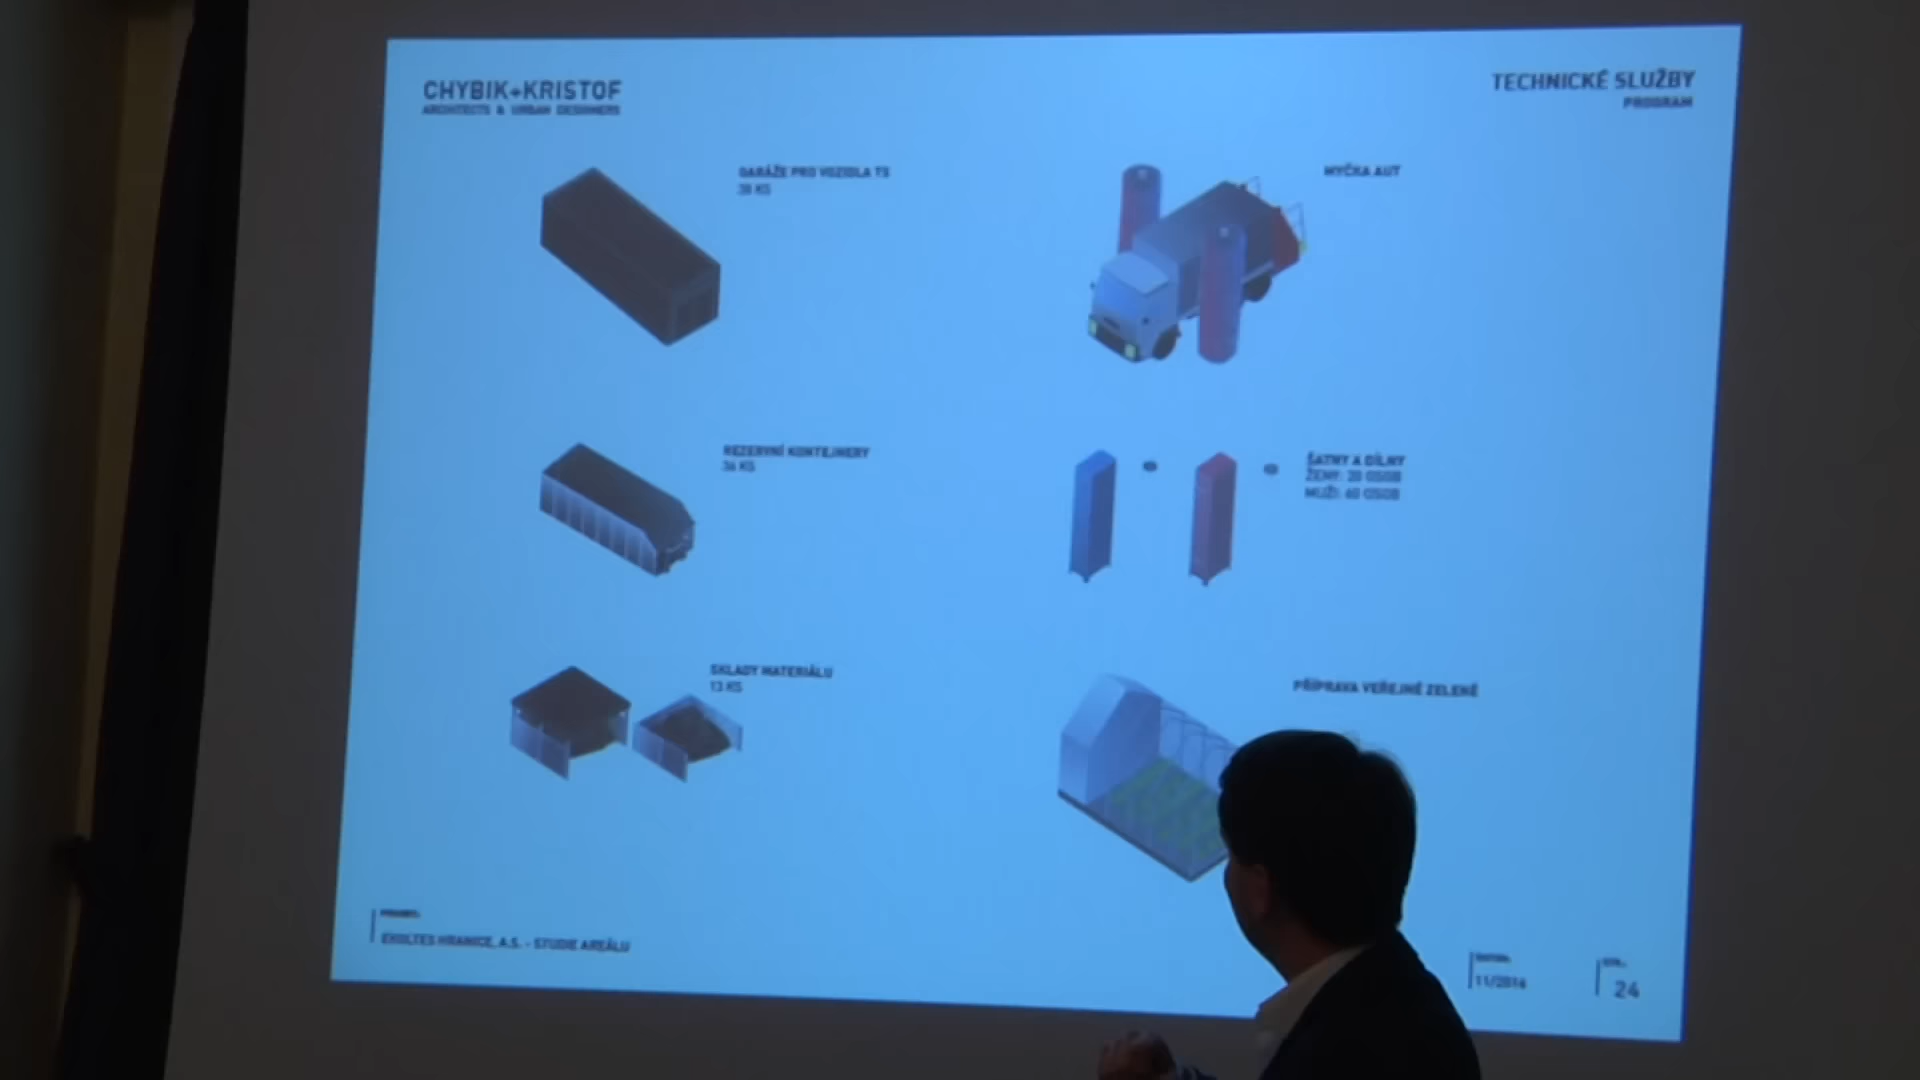 CHYBIK+KRISTOF
ARCHITECTS & URBAN DESIGNERS
TECHNICKÉ SLUŽBY
PROGRAM
GARÁŽE PRO VOZIDLA TS
MYČKA AUT
REZERVNÍ KONTEJNERY
36 KS
ŠATNY A DÍLNY
ŽENY: 20 OSOB
MUŽI: 60 OSOB
SKLADY MATERIÁLU
13 KS
PŘÍPRAVA VEŘEJNÉ ZELENĚ
EKOLTES HRANICE, A.S. - STUDIE AREÁLU
11/2016
24